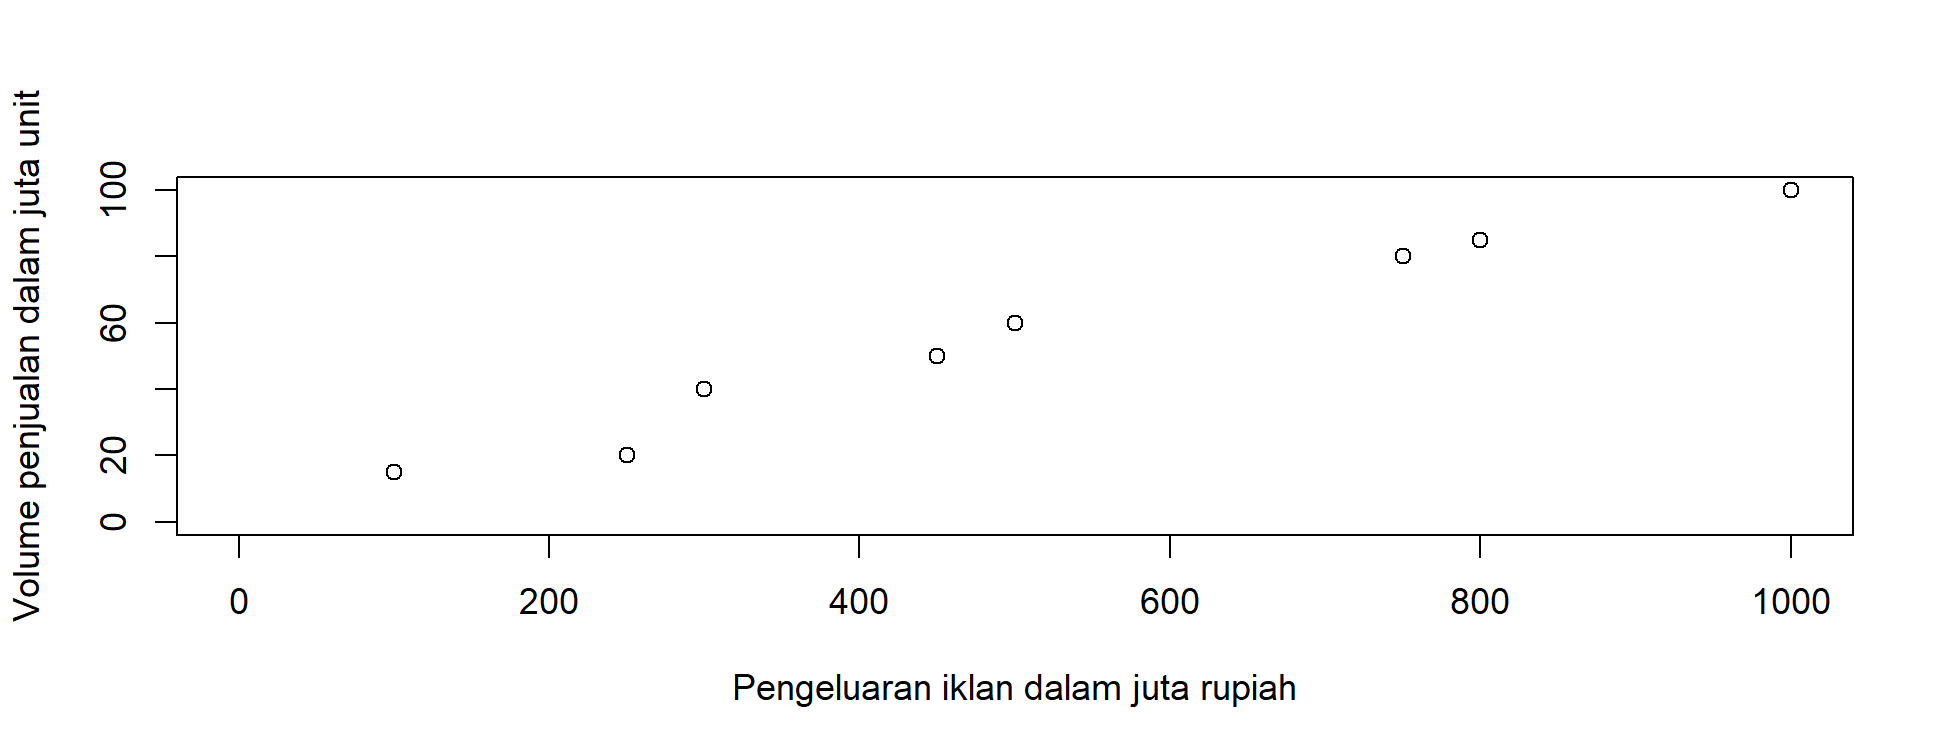 Volume penjualan dalam juta unit
100
60
20
0
0 200 400 600 800 1000
Pengeluaran iklan dalam juta rupiah